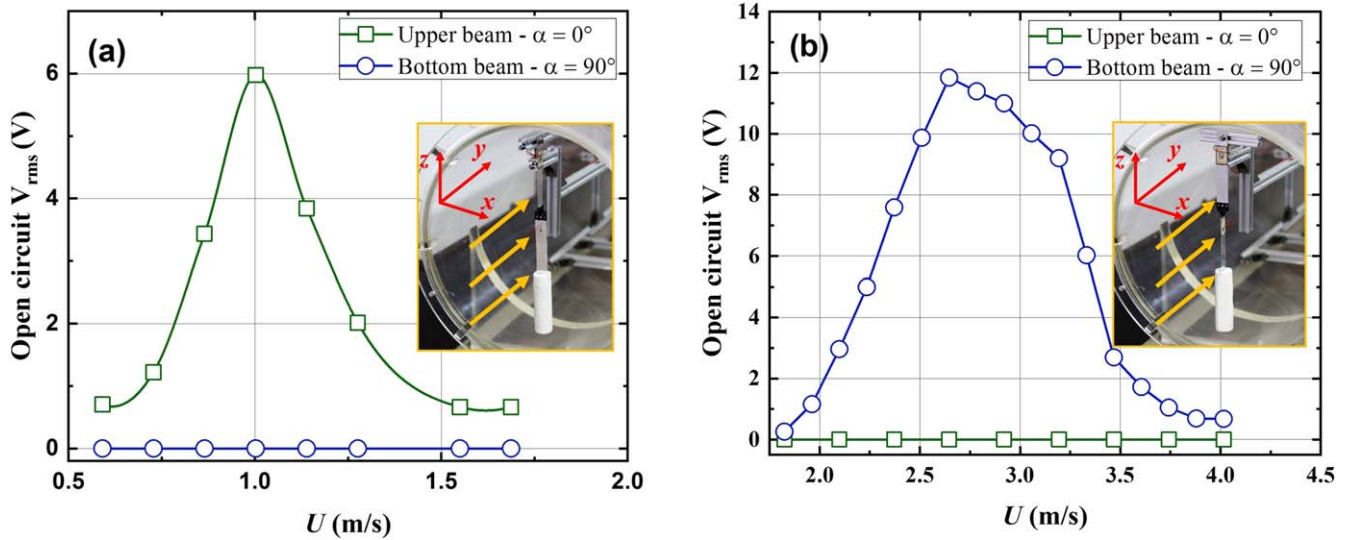 (a)
Upper beam - α = 0°
Bottom beam - α = 90°
Open circuit Vrms (V)
6
4
2
0
z
y
x
0.5
1.0
1.5
2.0
U (m/s)
(b)
Upper beam - α = 0°
Bottom beam - α = 90°
Open circuit Vrms (V)
14
12
10
8
6
4
2
0
z
y
x
2.0
2.5
3.0
3.5
4.0
4.5
U (m/s)